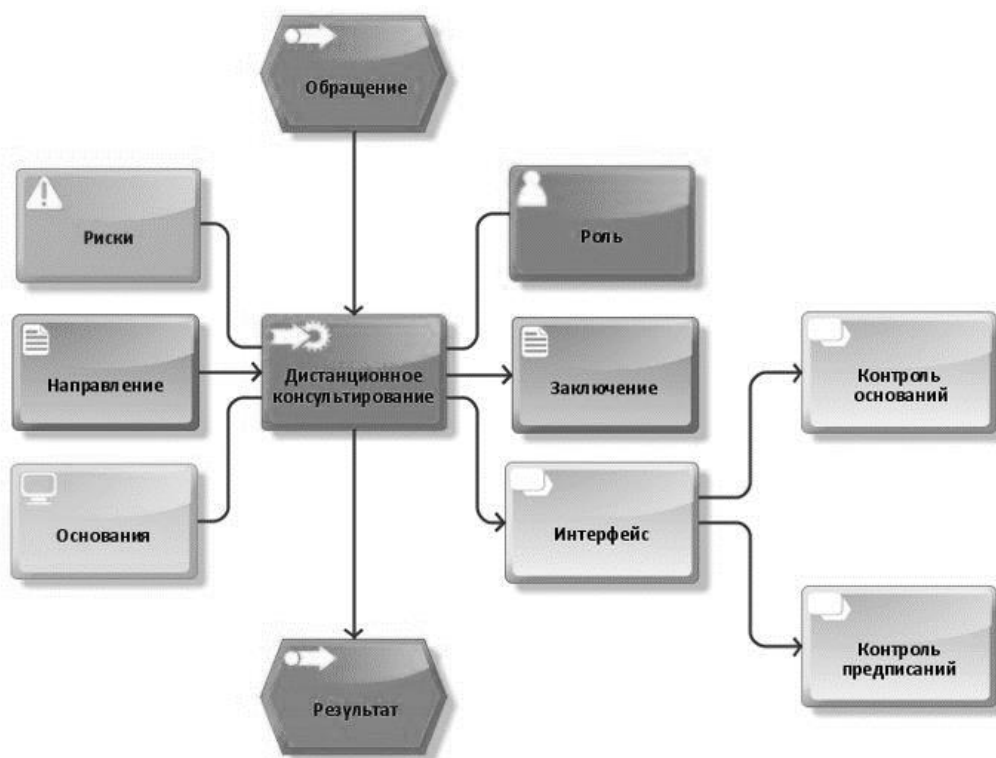 Обращение
Риски
Роль
Направление
Дистанционное
консультирование
Заключение
Контроль
оснований
Основания
Интерфейс
Контроль
предписаний
Результат